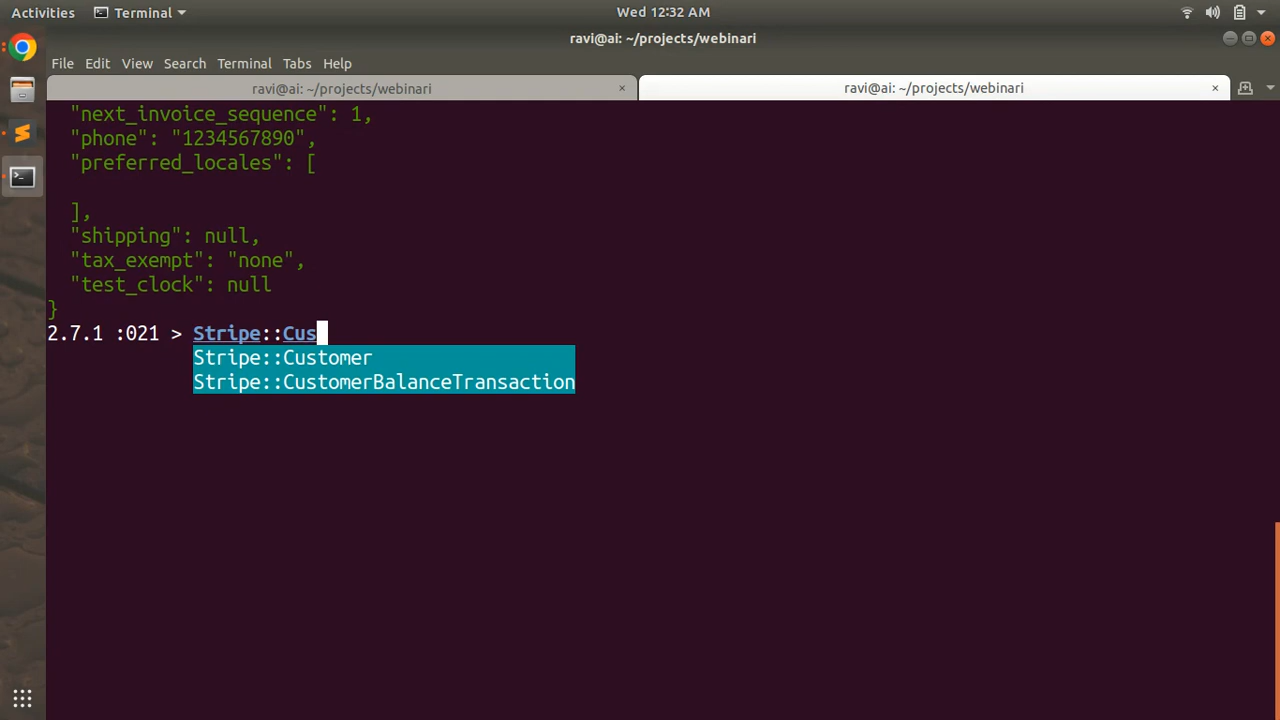 Activities Terminal Wed 12:32 AM
ravi@ai: ~/projects/webinari
File Edit View Search Terminal Tabs Help
ravi@ai: ~/projects/webinari × ravi@ai: ~/projects/webinari ×
"next_invoice_sequence": 1,
"phone": "1234567890",
"preferred_locales": [
],
"shipping": null,
"tax_exempt": "none",
"test_clock": null
}
2.7.1 :021 > Stripe::Cus
Stripe::Customer
Stripe::CustomerBalanceTransaction